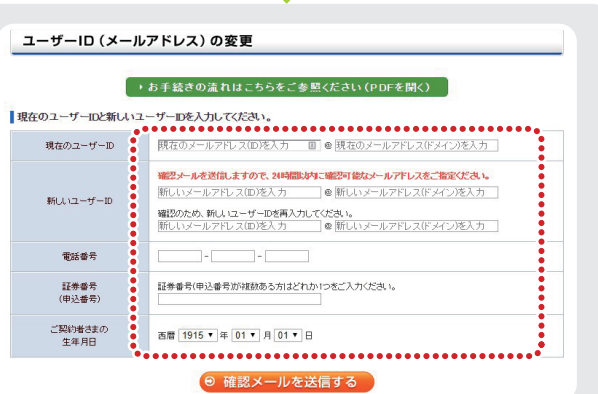 ユーザーID（メールアドレス）の変更
お手続きの流れはこちらをご参照ください（PDFを開く）
現在のユーザーIDと新しいユーザーIDを入力してください。
現在のユーザーID
現在のメールアドレス(ID)を入力 @ 現在のメールアドレス(ドメイン)を入力
確認メールを送信しますので、24時間以内に確認可能なメールアドレスをご指定ください。
新しいユーザーID
新しいメールアドレス(ID)を入力 @ 新しいメールアドレス(ドメイン)を入力
確認のため、新しいユーザーIDを再入力してください。
新しいメールアドレス(ID)を入力 @ 新しいメールアドレス(ドメイン)を入力
電話番号 - -
証券番号
(申込番号)
証券番号(申込番号)が複数ある方はどれか1つをご入力ください。
ご契約者さまの
生年月日
西暦 1915 年 01 月 01 日
確認メールを送信する